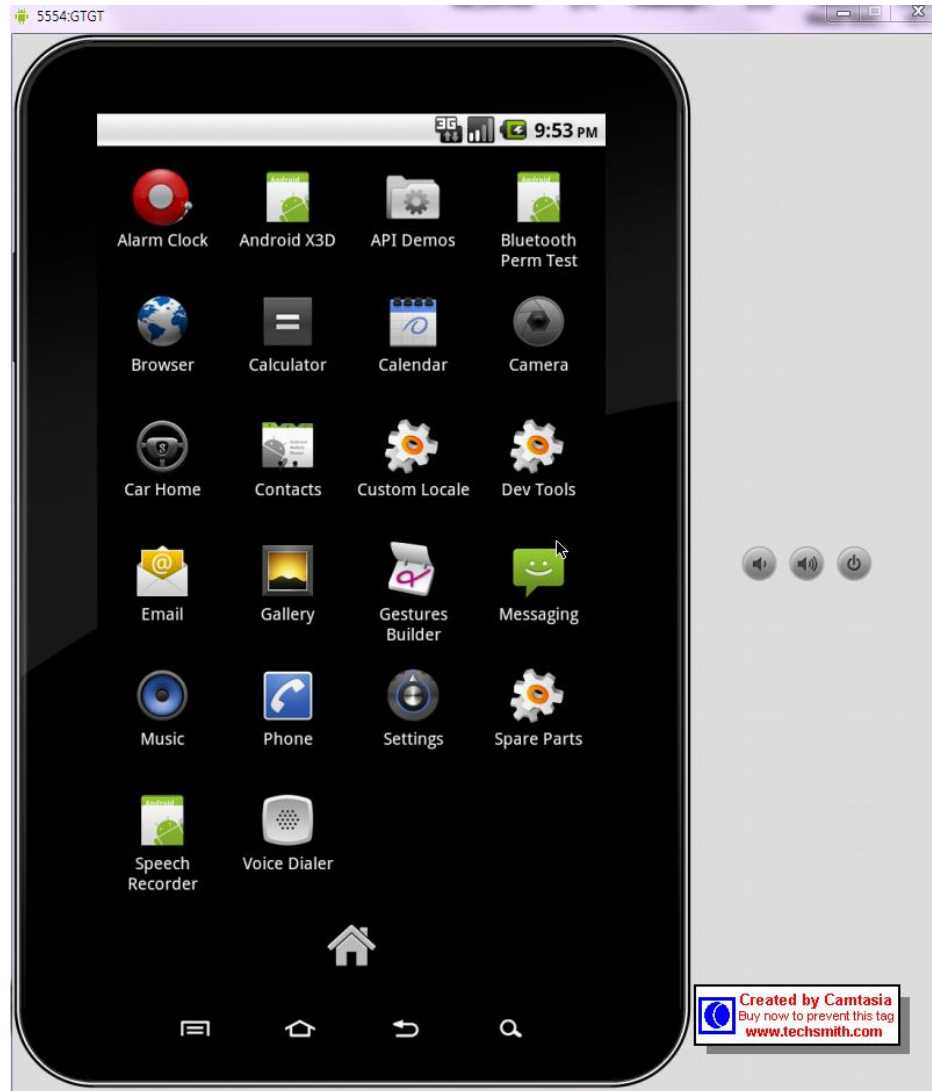 5554:GTGT
3G 9:53 PM
Alarm Clock Android X3D API Demos Bluetooth
Perm Test
Browser Calculator Calendar Camera
Car Home Contacts Custom Locale Dev Tools
Email Gallery Gestures Messaging
Builder
Music Phone Settings Spare Parts
Speech Voice Dialer
Recorder
Created by Camtasia
Buy now to prevent this tag
www.techsmith.com